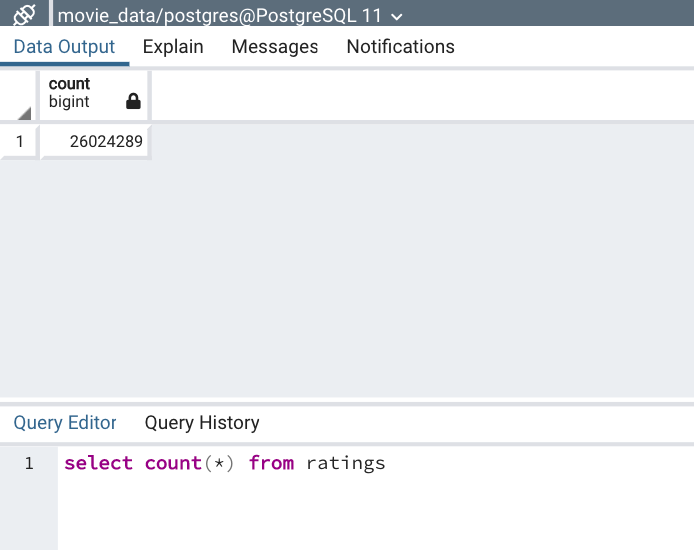 movie_data/postgres@PostgreSQL 11
Data Output Explain Messages Notifications
count
bigint
1 26024289
Query Editor Query History
1 select count(*) from ratings